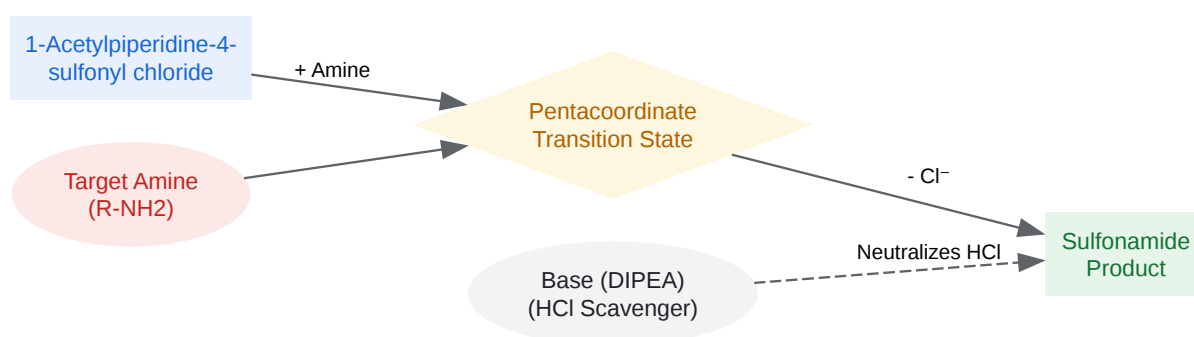 1-Acetylpiperidine-4-
sulfonyl chloride
+ Amine
Target Amine
(R-NH2)
Pentacoordinate
Transition State
- Cl⁻
Base (DIPEA)
(HCl Scavenger)
Neutralizes HCl
Sulfonamide
Product